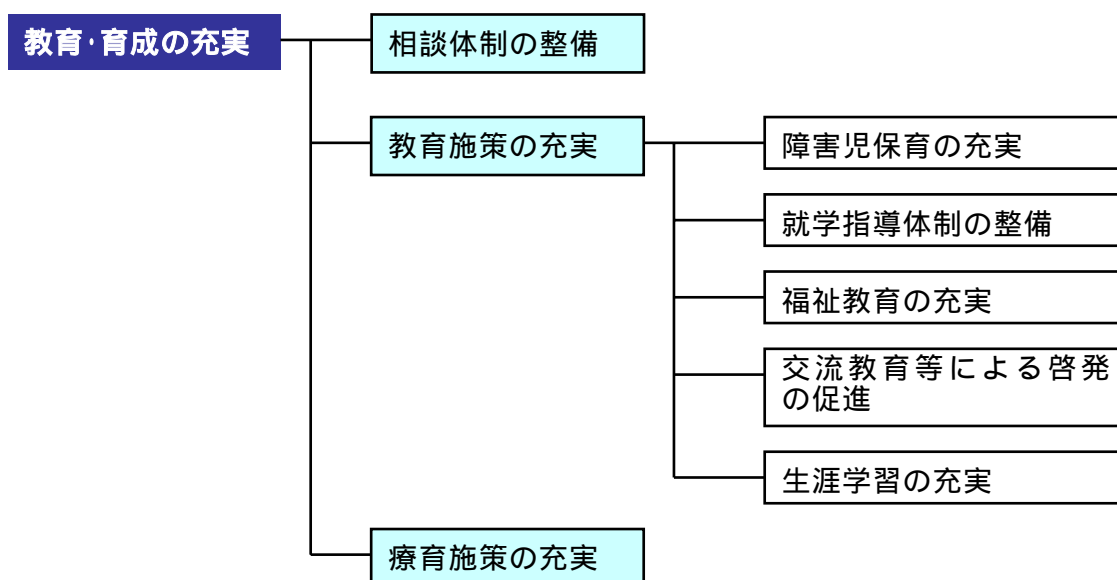 教育・育成の充実
相談体制の整備
教育施策の充実
障害児保育の充実
就学指導体制の整備
福祉教育の充実
交流教育等による啓発
の促進
生涯学習の充実
療育施策の充実